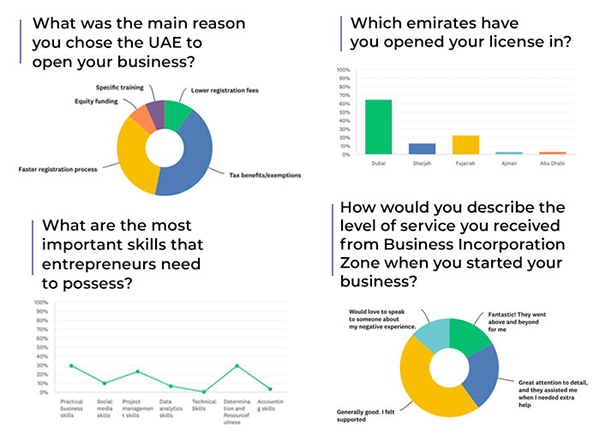 What was the main reason
you chose the UAE to
open your business?
Specific training
Lower registration fees
Equity funding
Faster registration process
Tax benefits/exemptions
Which emirates have
you opened your license in?
100%
90%
80%
70%
60%
50%
40%
30%
20%
10%
0%
Dubai
Sharjah
Fujairah
Ajman
Abu Dhabi
What are the most
important skills that
entrepreneurs need
to possess?
100%
90%
80%
70%
60%
50%
40%
30%
20%
10%
0%
Practical
business
skills
Social
media
skills
Project
managemen
t skills
Data
analytics
skills
Technical
Skills
Determina
tion and
Resourcef
ulness
Accountin
g skills
How would you describe the
level of service you received
from Business Incorporation
Zone when you started your
business?
Would love to speak
to someone about
my negative experience.
Fantastic! They went
above and beyond
for me
Great attention to detail,
and they assisted me
when I needed extra
help
Generally good. I felt
supported